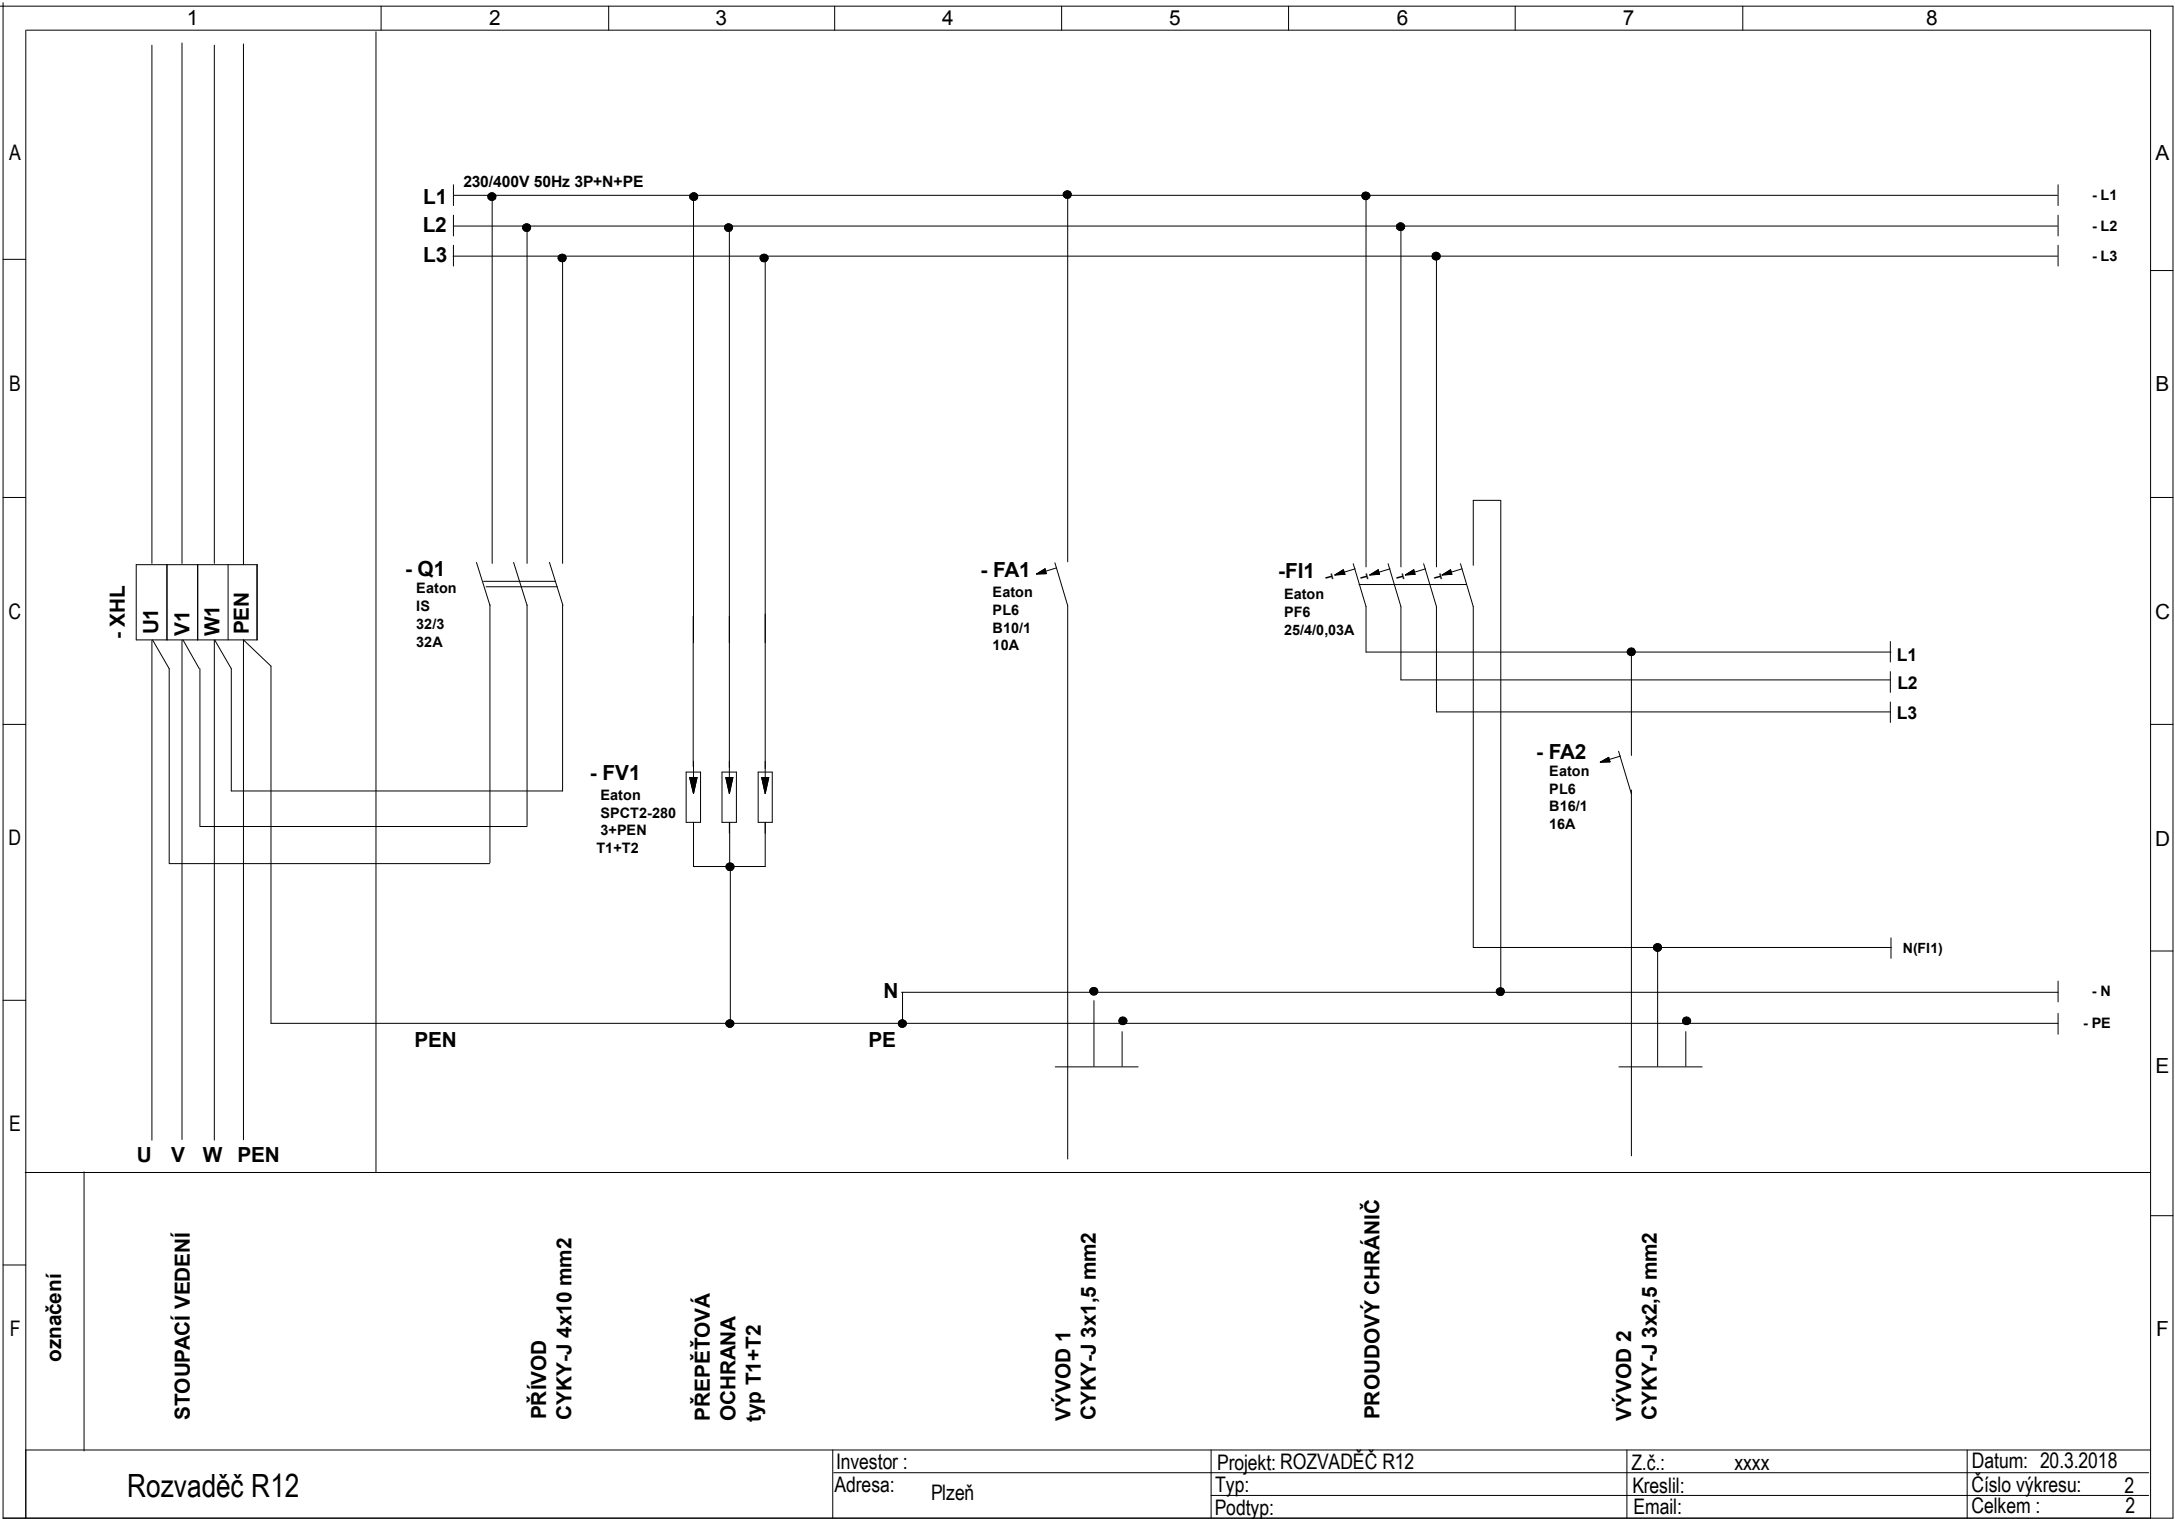 1 2 3 4 5 6 7 8
A A
B B
C C
D D
E E
F F
230/400V 50Hz 3P+N+PE
L1 - L1
L2 - L2
L3 - L3
- XHL
U1
V1
W1
PEN
- Q1
Eaton
IS
32/3
32A
- FV1
Eaton
SPCT2-280
3+PEN
T1+T2
- FA1
Eaton
PL6
B10/1
10A
-FI1
Eaton
PF6
25/4/0,03A
L1
L2
L3
- FA2
Eaton
PL6
B16/1
16A
N(FI1)
N - N
PEN PE - PE
U V W PEN
označení
STOUPACÍ VEDENÍ
PŘÍVOD
CYKY-J 4x10 mm2
PŘEPĚŤOVÁ
OCHRANA
typ T1+T2
VÝVOD 1
CYKY-J 3x1,5 mm2
PROUDOVÝ CHRÁNIČ
VÝVOD 2
CYKY-J 3x2,5 mm2
Rozvaděč R12
Investor :
Adresa: Plzeň
Projekt: ROZVADĚČ R12
Typ:
Podtyp:
Z.č.: xxxx
Kreslil:
Email:
Datum: 20.3.2018
Číslo výkresu: 2
Celkem : 2